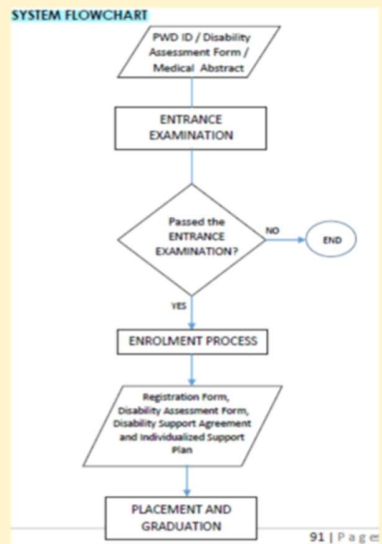 SYSTEM FLOWCHART
PWD ID / Disability
Assessment Form /
Medical Abstract
ENTRANCE
EXAMINATION
Passed the
ENTRANCE
EXAMINATION?
NO
END
YES
ENROLMENT PROCESS
Registration Form,
Disability Assessment Form,
Disability Support Agreement
and Individualized Support
Plan
PLACEMENT AND
GRADUATION
91 | Page